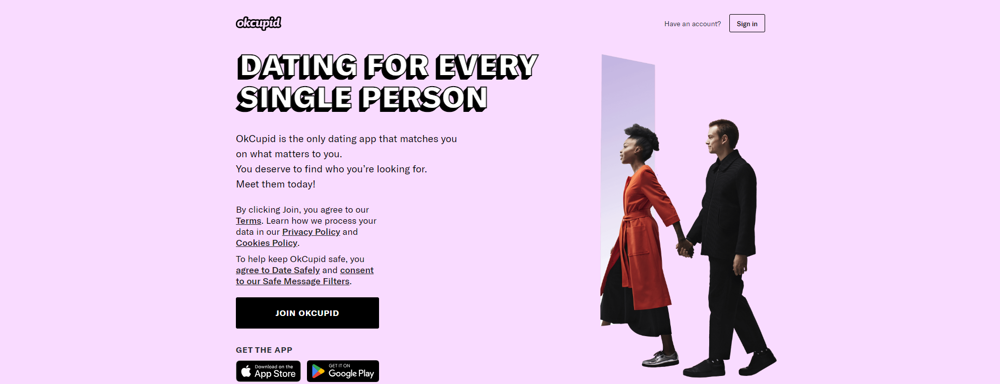 okcupid
Have an account?
Sign in
DATING FOR EVERY
SINGLE PERSON
OkCupid is the only dating app that matches you
on what matters to you.
You deserve to find who you’re looking for.
Meet them today!
By clicking Join, you agree to our
Terms. Learn how we process your
data in our Privacy Policy and
Cookies Policy.
To help keep OkCupid safe, you
agree to Date Safely and consent
to our Safe Message Filters.
JOIN OKCUPID
GET THE APP
Download on the
App Store
GET IT ON
Google Play